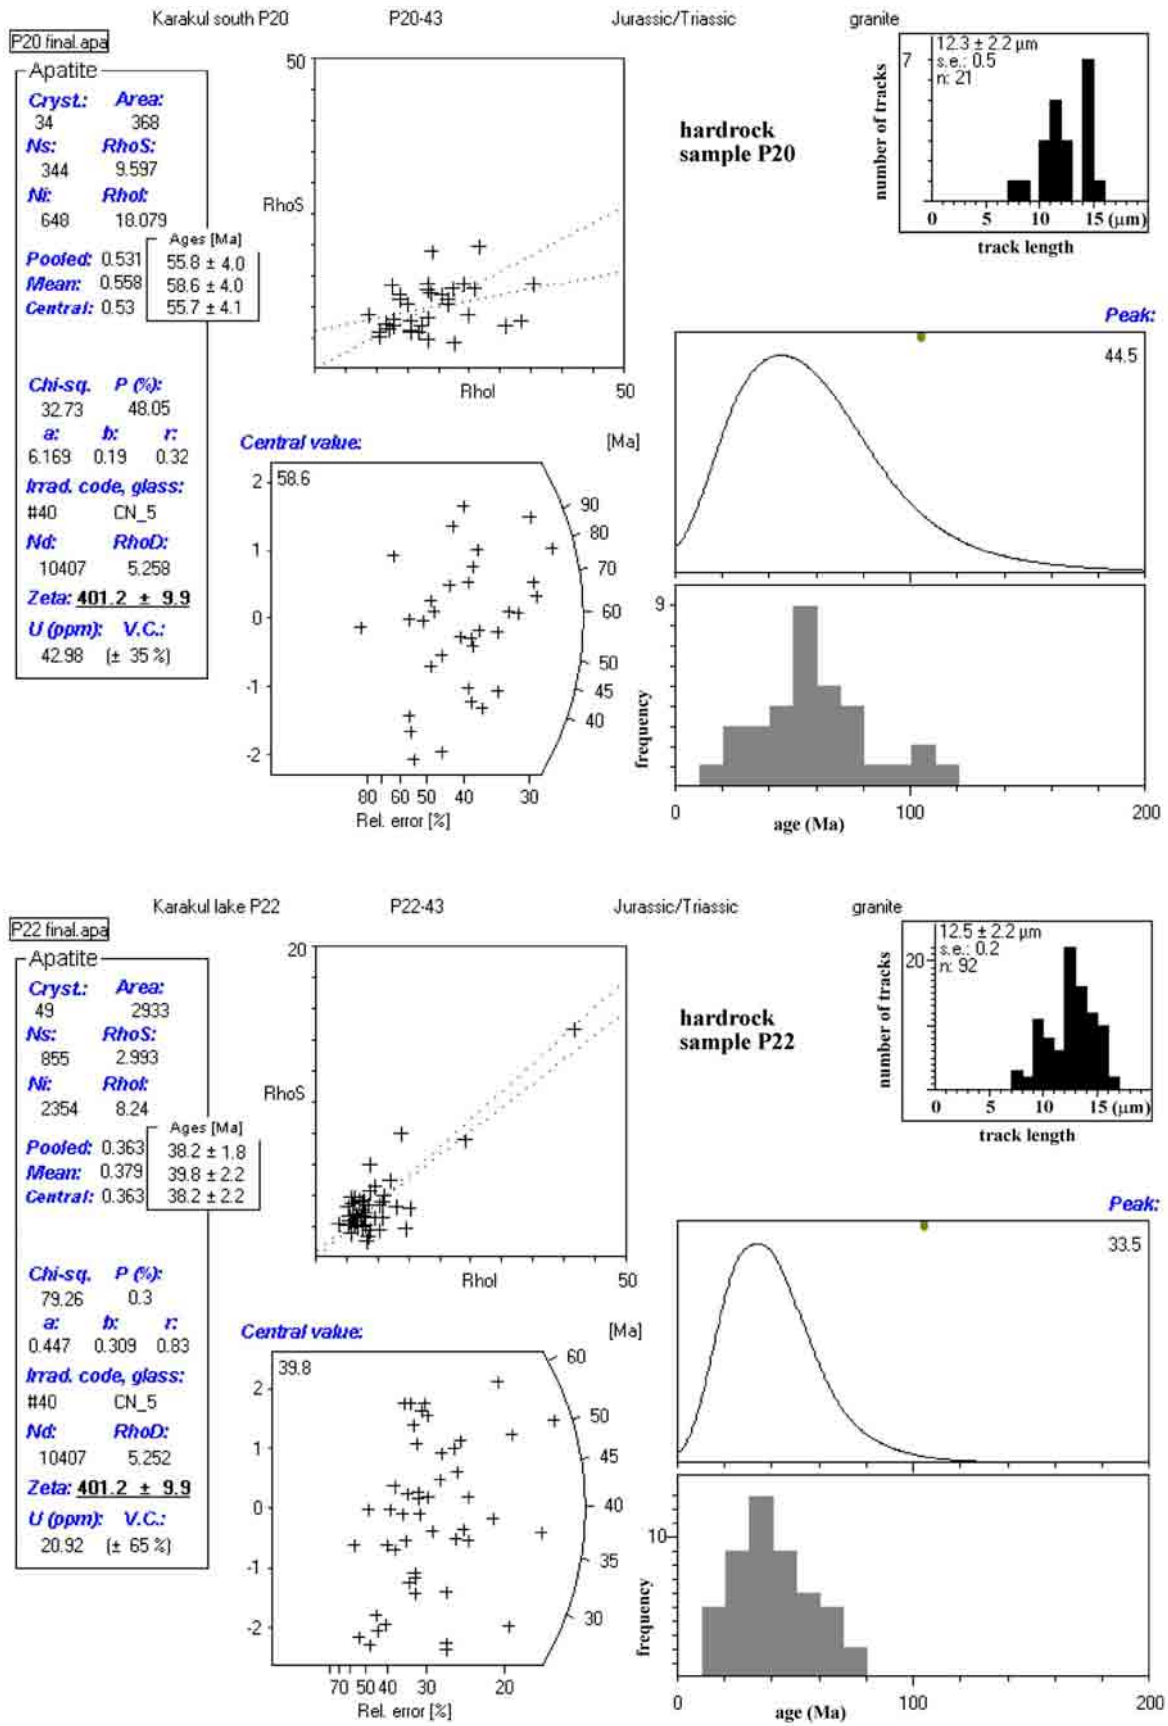 Karakul south P20 P20-43 Jurassic/Triassic granite
P20 final.apa
Apatite
Cryst.: Area:
34 368
Ns: RhoS:
344 9.597
Ni: RhoI:
648 18.079
Ages [Ma]
Pooled: 0.531 55.8 ± 4.0
Mean: 0.558 58.6 ± 4.0
Central: 0.53 55.7 ± 4.1
Chi-sq. P (%):
32.73 48.05
a: b: r:
6.169 0.19 0.32
Irrad. code, glass:
#40 CN_5
Nd: RhoD:
10407 5.258
Zeta: 401.2 ± 9.9
U (ppm): V.C.:
42.98 (± 35 %)
50
RhoS
RhoI 50
hardrock
sample P20
number of tracks
7
12.3 ± 2.2 µm
s.e.: 0.5
n: 21
0 5 10 15 (µm)
track length
Central value: [Ma]
58.6
2
1
0
-1
-2
90
80
70
60
50
45
40
80 60 50 40 30
Rel. error [%]
Peak:
44.5
9
frequency
0 100 200
age (Ma)
Karakul lake P22 P22-43 Jurassic/Triassic granite
P22 final.apa
Apatite
Cryst.: Area:
49 2933
Ns: RhoS:
855 2.993
Ni: RhoI:
2354 8.24
Ages [Ma]
Pooled: 0.363 38.2 ± 1.8
Mean: 0.379 39.8 ± 2.2
Central: 0.363 38.2 ± 2.2
Chi-sq. P (%):
79.26 0.3
a: b: r:
0.447 0.309 0.83
Irrad. code, glass:
#40 CN_5
Nd: RhoD:
10407 5.252
Zeta: 401.2 ± 9.9
U (ppm): V.C.:
20.92 (± 65 %)
20
RhoS
RhoI 50
hardrock
sample P22
number of tracks
20
12.5 ± 2.2 µm
s.e.: 0.2
n: 92
0 5 10 15 (µm)
track length
Central value: [Ma]
39.8
2
1
0
-1
-2
60
50
45
40
35
30
70 50 40 30 20
Rel. error [%]
Peak:
33.5
10
frequency
0 100 200
age (Ma)